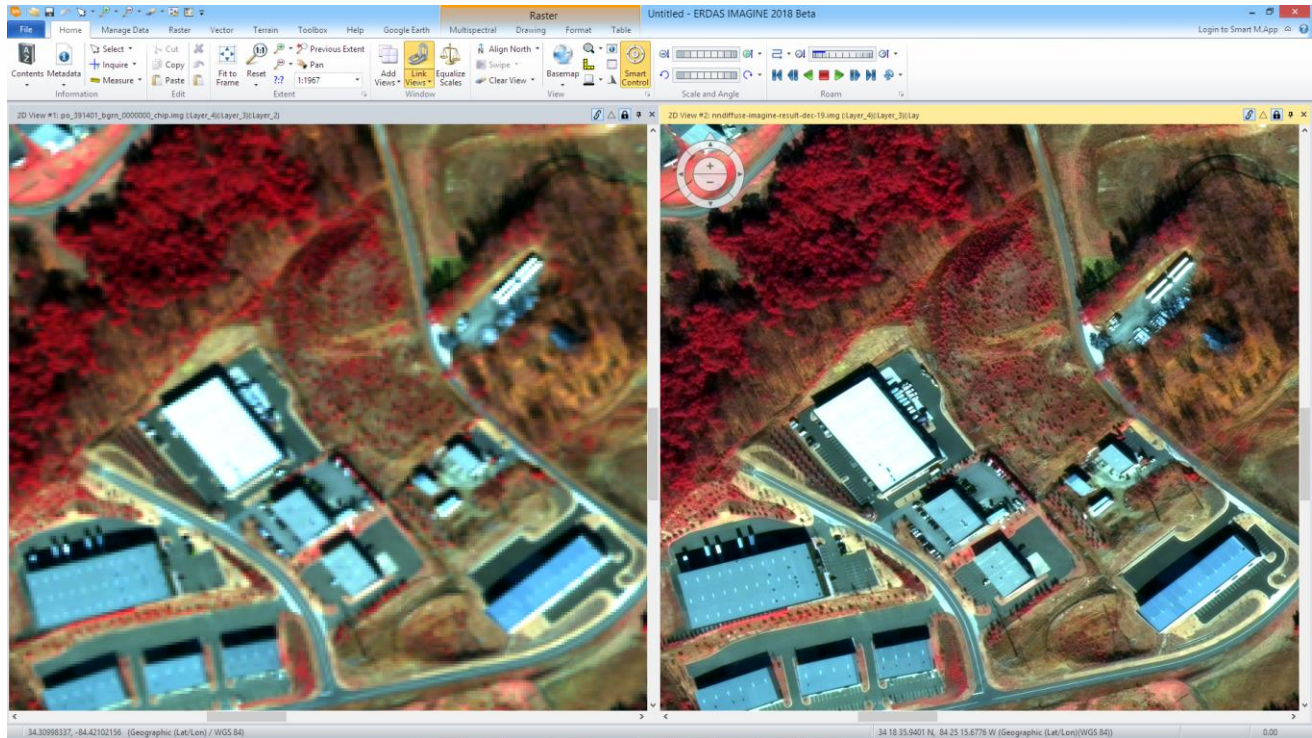 Raster
Untitled - ERDAS IMAGINE 2018 Beta
File Home Manage Data Raster Vector Terrain Toolbox Help Google Earth Multispectral Drawing Format Table Login to Smart M.App
Contents
Metadata
Select
Inquire
Measure
Information
Cut
Copy
Paste
Edit
Fit to Frame
Reset
1:1
?:?
Previous Extent
Pan
1:1967
Extent
Add Views
Link Views
Equalize Scales
Window
Align North
Swipe
Clear View
Basemap
Smart Control
View
Scale and Angle
Roam
2D View #1: po_391401_bgrn_0000000_chip.img (:Layer_4)(:Layer_3)(:Layer_2)
2D View #2: nndiffuse-imagine-result-dec-19.img (:Layer_4)(:Layer_3)(:Lay
34.30998337, -84.42102156 (Geographic (Lat/Lon) / WGS 84)
34 18 35.9401 N, 84 25 15.6776 W (Geographic (Lat/Lon)(WGS 84))
0.00